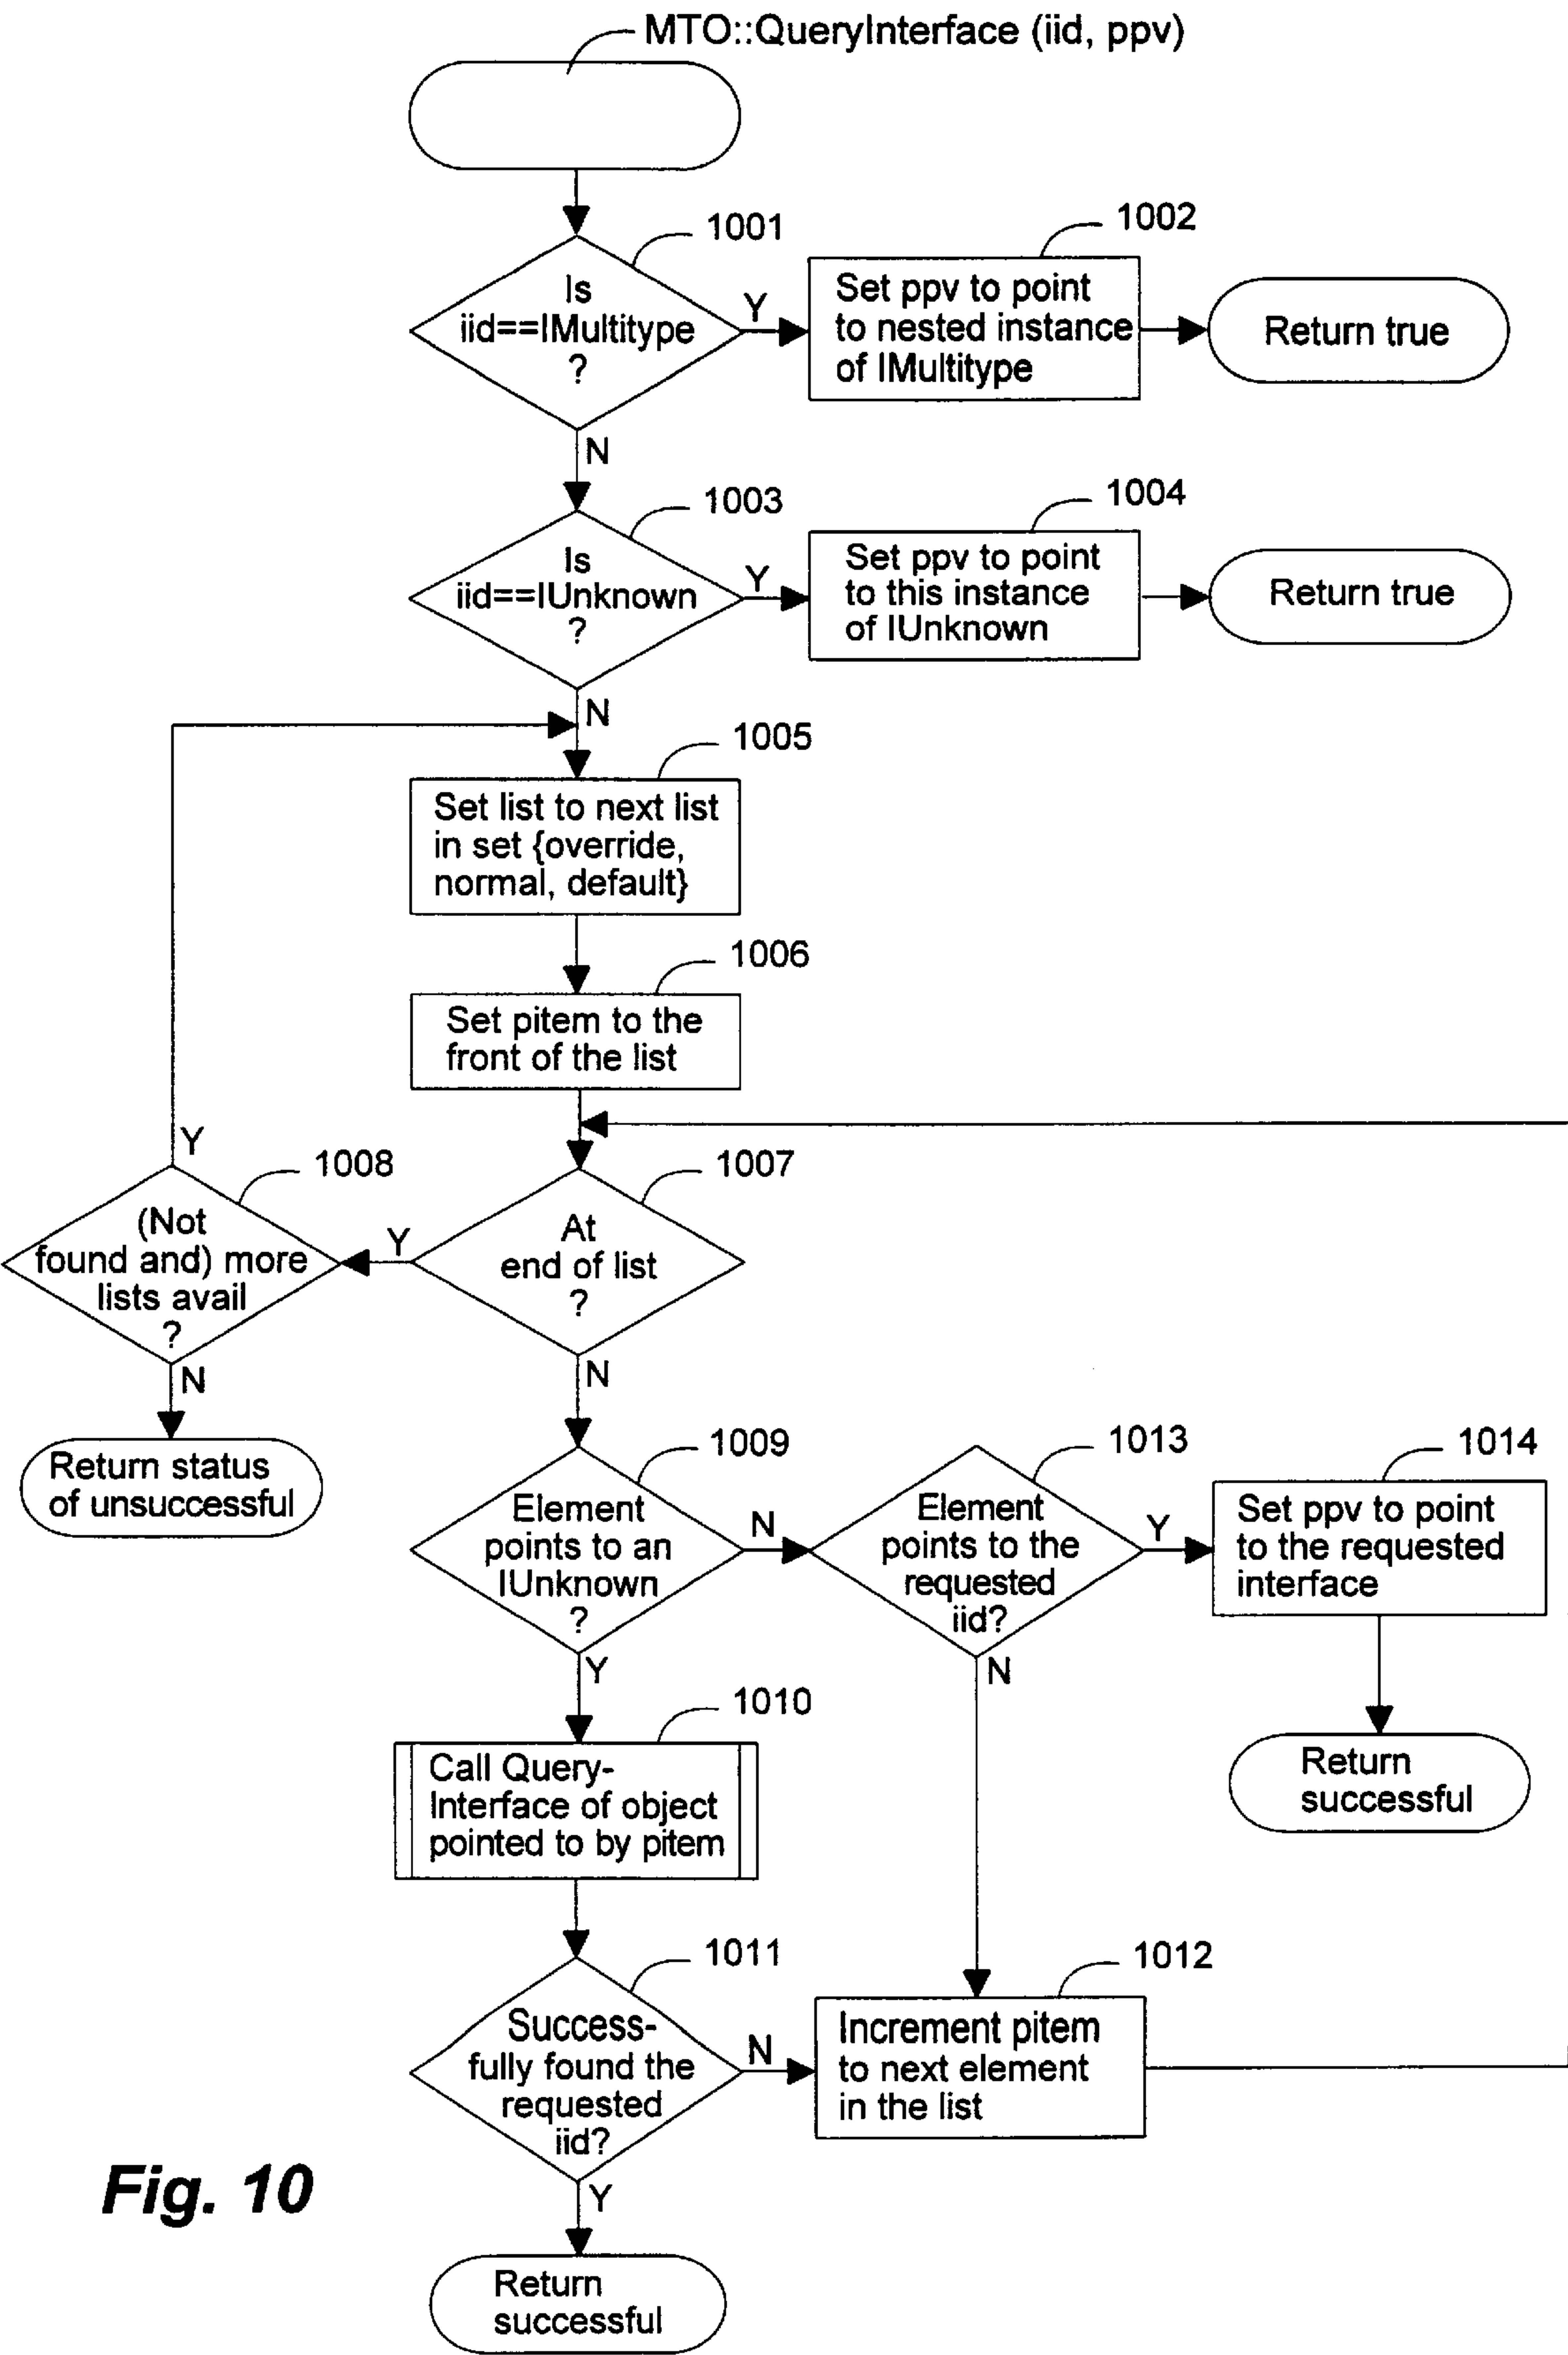 MTO::QueryInterface (iid, ppv)
1001
Is
iid==IMultitype
?
Y
N
1002
Set ppv to point
to nested instance
of IMultitype
Return true
1003
Is
iid==IUnknown
?
Y
N
1004
Set ppv to point
to this instance
of IUnknown
Return true
1005
Set list to next list
in set {override,
normal, default}
1006
Set pitem to the
front of the list
1007
At
end of list
?
Y
N
1008
(Not
found and) more
lists avail
?
Y
N
Return status
of unsuccessful
1009
Element
points to an
IUnknown
?
N
Y
1013
Element
points to the
requested
iid?
Y
N
1014
Set ppv to point
to the requested
interface
Return
successful
1010
Call Query-
Interface of object
pointed to by pitem
1011
Success-
fully found the
requested
iid?
N
Y
1012
Increment pitem
to next element
in the list
Return
successful
Fig. 10